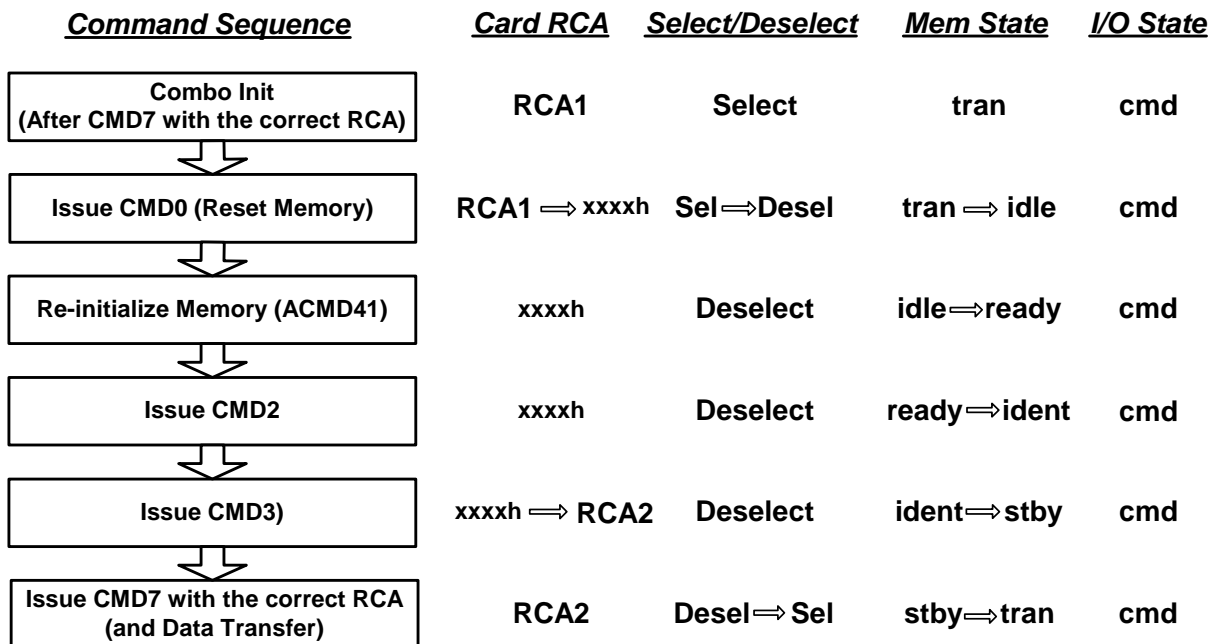 Command Sequence Card RCA Select/Deselect Mem State I/O State
Combo Init
(After CMD7 with the correct RCA) RCA1 Select tran cmd
Issue CMD0 (Reset Memory) RCA1 ⇒ xxxxh Sel ⇒ Desel tran ⇒ idle cmd
Re-initialize Memory (ACMD41) xxxxh Deselect idle ⇒ ready cmd
Issue CMD2 xxxxh Deselect ready ⇒ ident cmd
Issue CMD3) xxxxh ⇒ RCA2 Deselect ident ⇒ stby cmd
Issue CMD7 with the correct RCA
(and Data Transfer) RCA2 Desel ⇒ Sel stby ⇒ tran cmd